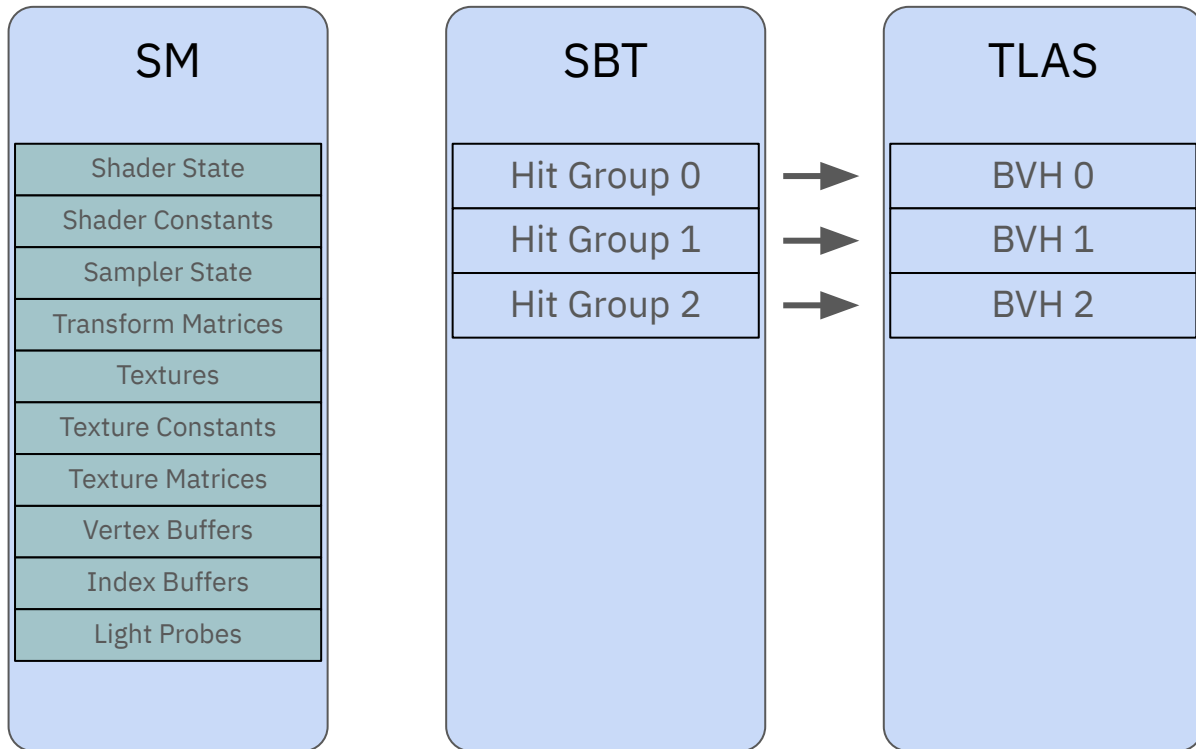 SM
Shader State
Shader Constants
Sampler State
Transform Matrices
Textures
Texture Constants
Texture Matrices
Vertex Buffers
Index Buffers
Light Probes
SBT
Hit Group 0
Hit Group 1
Hit Group 2
TLAS
BVH 0
BVH 1
BVH 2